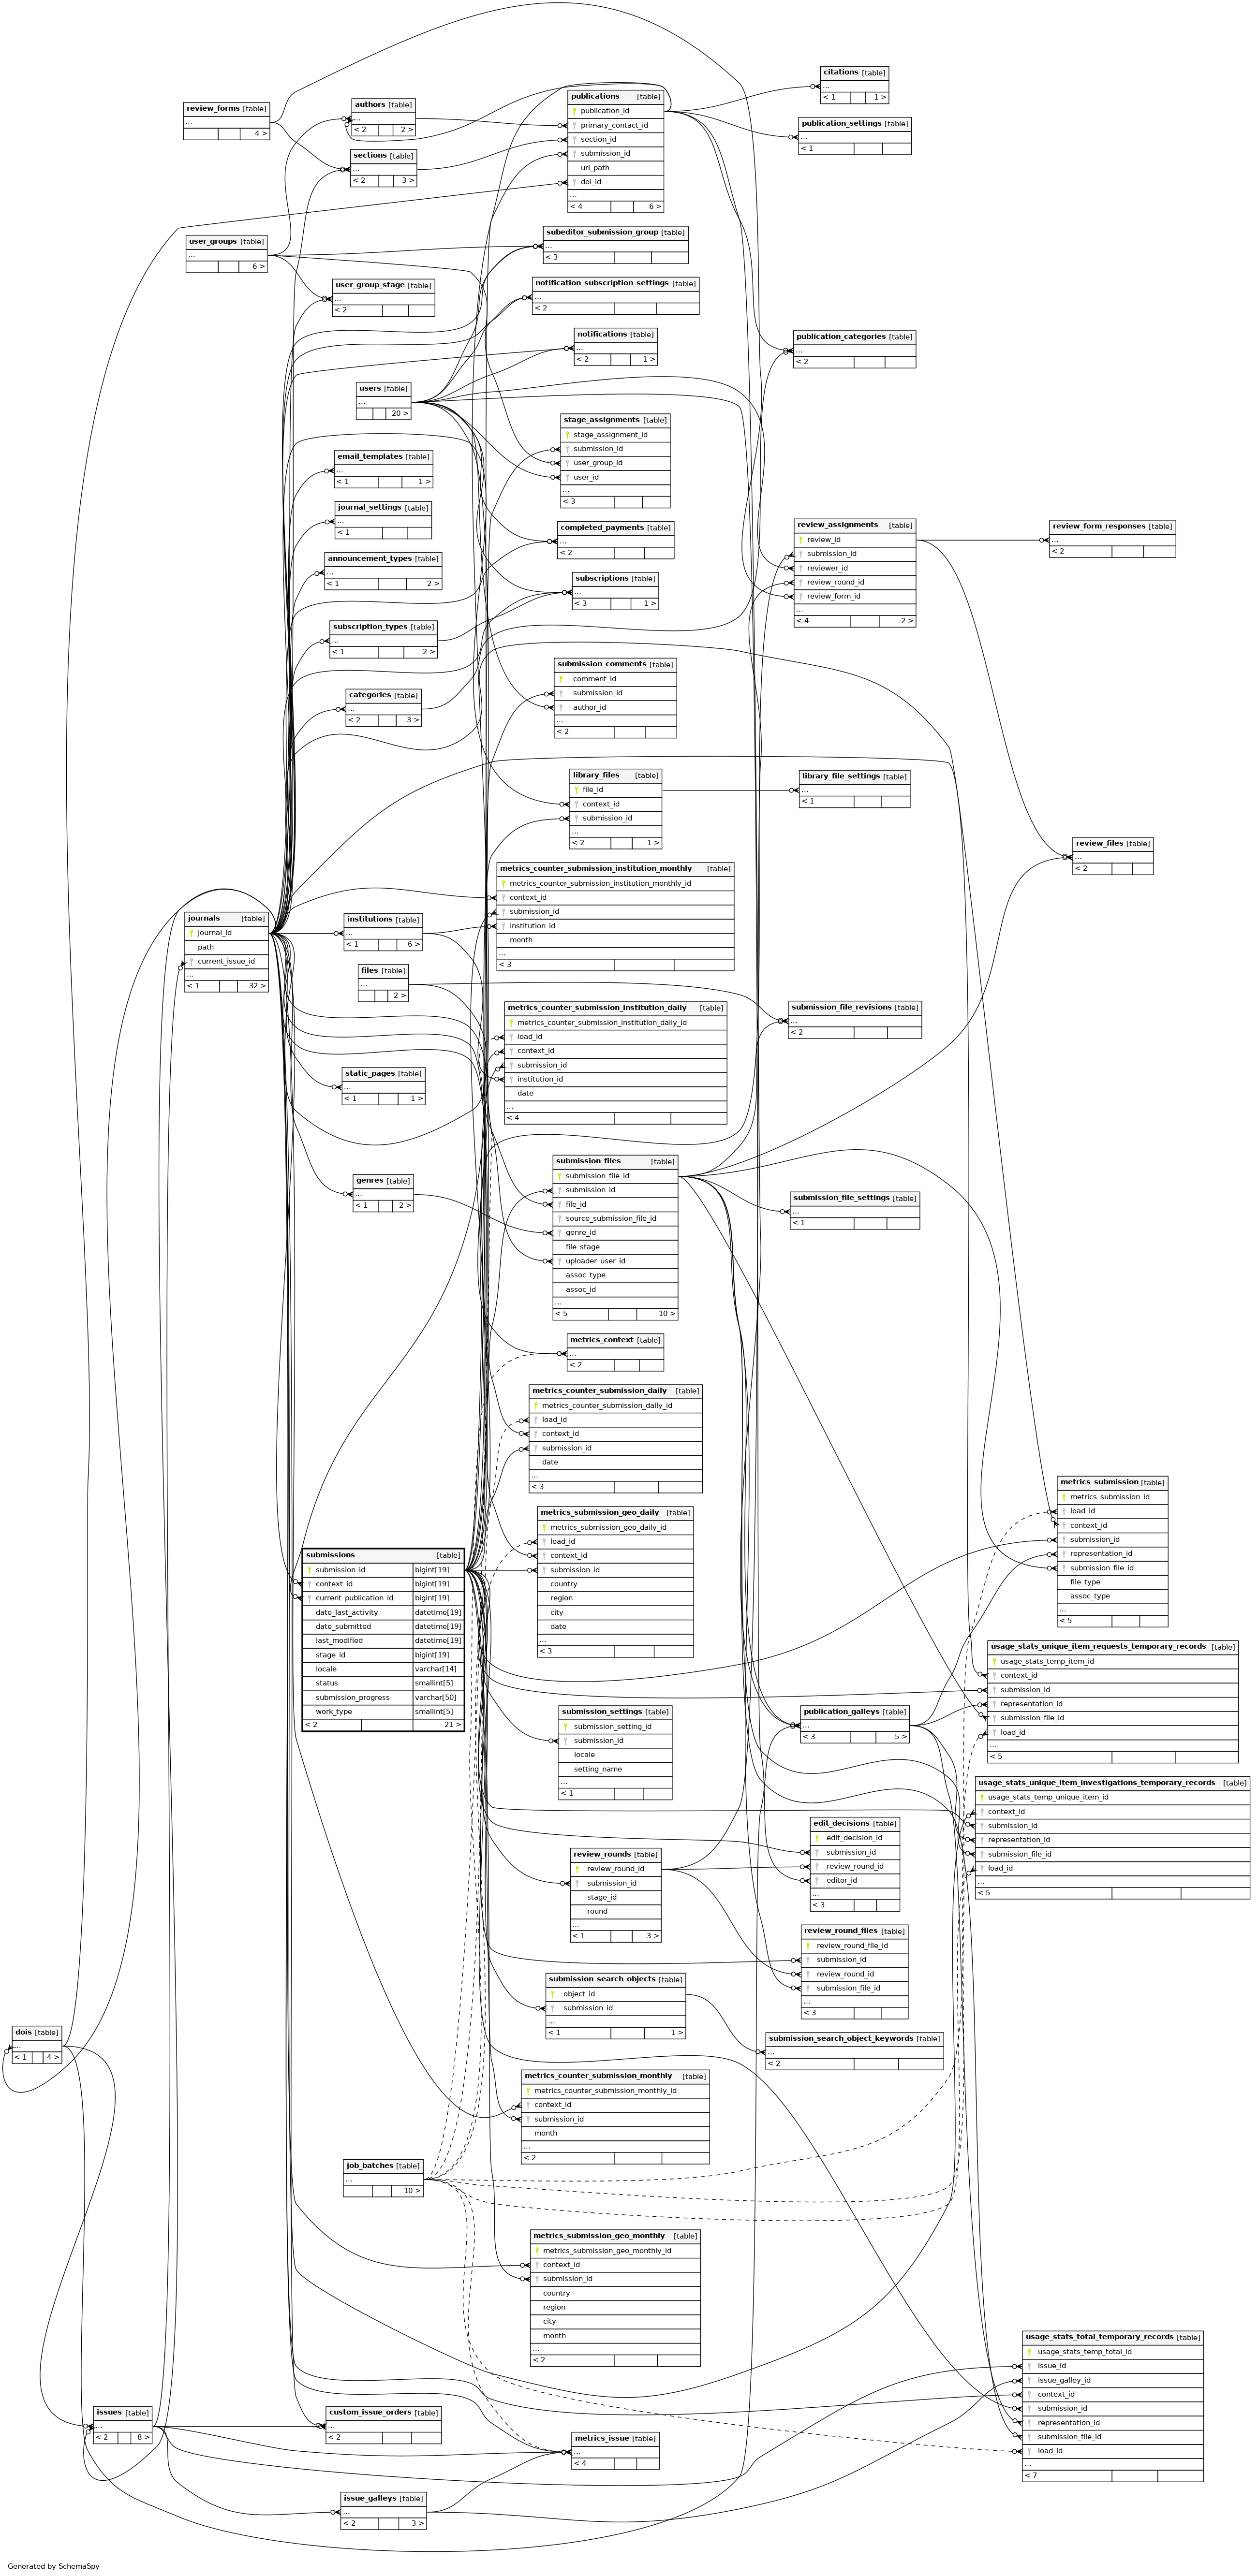 citations [table]
...
< 1 1 >
publications [table]
publication_id
primary_contact_id
section_id
submission_id
url_path
doi_id
...
< 4 6 >
authors [table]
...
< 2 2 >
review_forms [table]
...
4 >
publication_settings [table]
...
< 1
sections [table]
...
< 2 3 >
user_groups [table]
...
6 >
subeditor_submission_group [table]
...
< 3
user_group_stage [table]
...
< 2
notification_subscription_settings [table]
...
< 2
notifications [table]
...
< 2 1 >
publication_categories [table]
...
< 2
users [table]
...
20 >
stage_assignments [table]
stage_assignment_id
submission_id
user_group_id
user_id
...
< 3
email_templates [table]
...
< 1 1 >
journal_settings [table]
...
< 1
completed_payments [table]
...
< 2
review_assignments [table]
review_id
submission_id
reviewer_id
review_round_id
review_form_id
...
< 4 2 >
review_form_responses [table]
...
< 2
announcement_types [table]
...
< 1 2 >
subscriptions [table]
...
< 3 1 >
subscription_types [table]
...
< 1 2 >
submission_comments [table]
comment_id
submission_id
author_id
...
< 2
categories [table]
...
< 2 3 >
library_files [table]
file_id
context_id
submission_id
...
< 2 1 >
library_file_settings [table]
...
< 1
review_files [table]
...
< 2
metrics_counter_submission_institution_monthly [table]
metrics_counter_submission_institution_monthly_id
context_id
submission_id
institution_id
month
...
< 3
journals [table]
journal_id
path
current_issue_id
...
< 1 32 >
institutions [table]
...
< 1 6 >
files [table]
...
2 >
metrics_counter_submission_institution_daily [table]
metrics_counter_submission_institution_daily_id
load_id
context_id
submission_id
institution_id
date
...
< 4
submission_file_revisions [table]
...
< 2
static_pages [table]
...
< 1 1 >
submission_files [table]
submission_file_id
submission_id
file_id
source_submission_file_id
genre_id
file_stage
uploader_user_id
assoc_type
assoc_id
...
< 5 10 >
genres [table]
...
< 1 2 >
submission_file_settings [table]
...
< 1
metrics_context [table]
...
< 2
metrics_counter_submission_daily [table]
metrics_counter_submission_daily_id
load_id
context_id
submission_id
date
...
< 3
metrics_submission [table]
metrics_submission_id
load_id
context_id
submission_id
representation_id
submission_file_id
file_type
assoc_type
...
< 5
metrics_submission_geo_daily [table]
metrics_submission_geo_daily_id
load_id
context_id
submission_id
country
region
city
date
...
< 3
submissions [table]
submission_id bigint[19]
context_id bigint[19]
current_publication_id bigint[19]
date_last_activity datetime[19]
date_submitted datetime[19]
last_modified datetime[19]
stage_id bigint[19]
locale varchar[14]
status smallint[5]
submission_progress varchar[50]
work_type smallint[5]
< 2 21 >
usage_stats_unique_item_requests_temporary_records [table]
usage_stats_temp_item_id
context_id
submission_id
representation_id
submission_file_id
load_id
...
< 5
submission_settings [table]
submission_setting_id
submission_id
locale
setting_name
...
< 1
publication_galleys [table]
...
< 3 5 >
usage_stats_unique_item_investigations_temporary_records [table]
usage_stats_temp_unique_item_id
context_id
submission_id
representation_id
submission_file_id
load_id
...
< 5
edit_decisions [table]
edit_decision_id
submission_id
review_round_id
editor_id
...
< 3
review_rounds [table]
review_round_id
submission_id
stage_id
round
...
< 1 3 >
review_round_files [table]
review_round_file_id
submission_id
review_round_id
submission_file_id
...
< 3
submission_search_objects [table]
object_id
submission_id
...
< 1 1 >
dois [table]
...
< 1 4 >
submission_search_object_keywords [table]
...
< 2
metrics_counter_submission_monthly [table]
metrics_counter_submission_monthly_id
context_id
submission_id
month
...
< 2
job_batches [table]
...
10 >
metrics_submission_geo_monthly [table]
metrics_submission_geo_monthly_id
context_id
submission_id
country
region
city
month
...
< 2
usage_stats_total_temporary_records [table]
usage_stats_temp_total_id
issue_id
issue_galley_id
context_id
submission_id
representation_id
submission_file_id
load_id
...
< 7
issues [table]
...
< 2 8 >
custom_issue_orders [table]
...
< 2
metrics_issue [table]
...
< 4
issue_galleys [table]
...
< 2 3 >
Generated by SchemaSpy